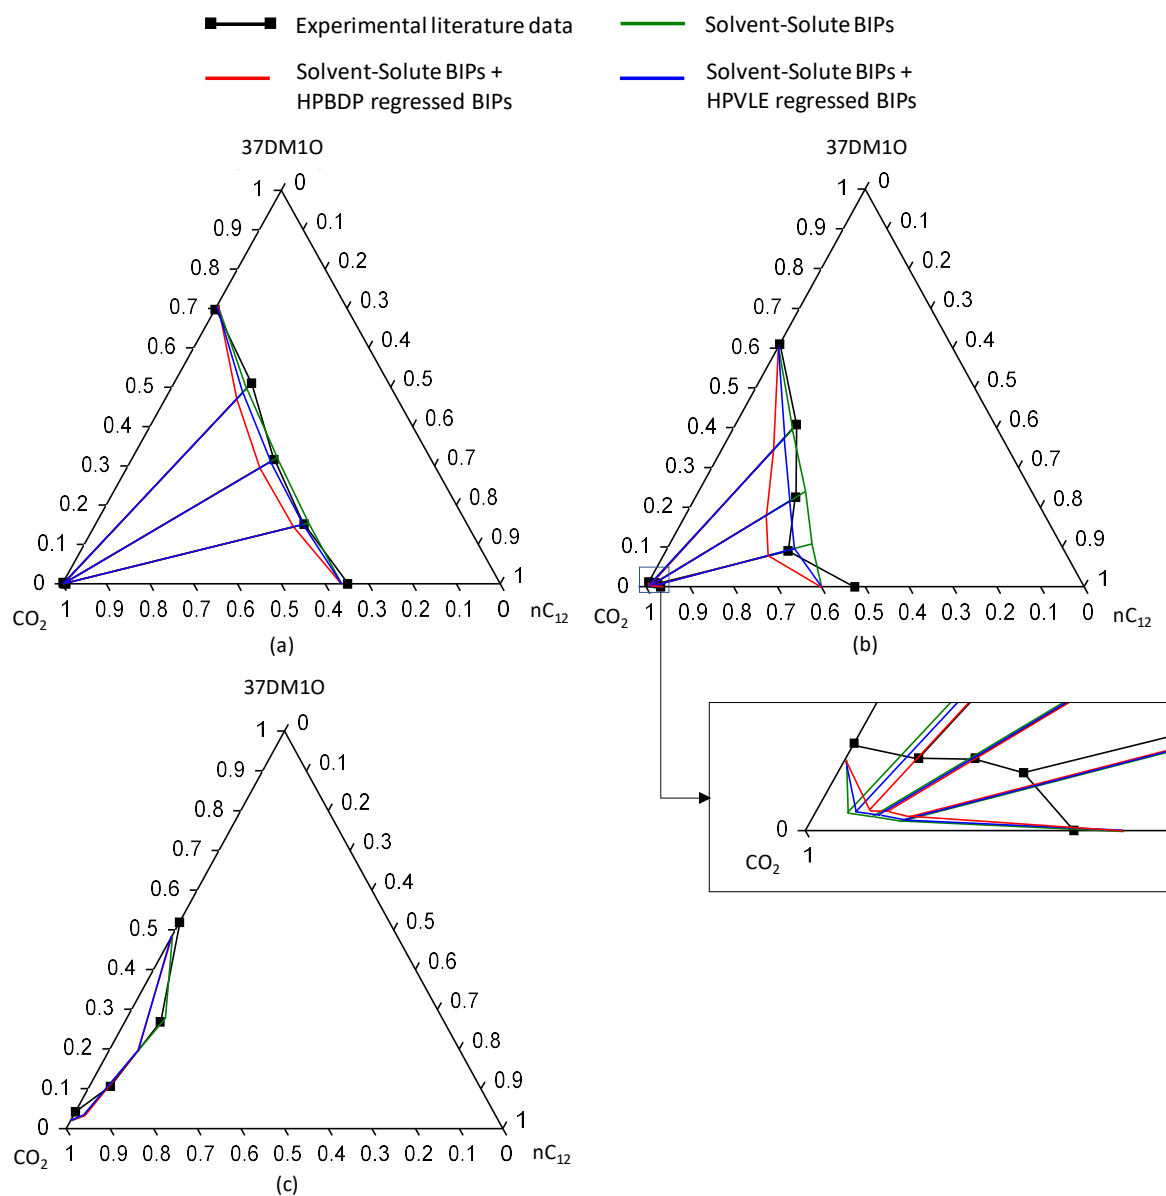 Experimental literature data
Solvent-Solute BIPs
Solvent-Solute BIPs +
HPBDP regressed BIPs
Solvent-Solute BIPs +
HPVLE regressed BIPs
37DM1O
1 0
0.9 0.1
0.8 0.2
0.7 0.3
0.6 0.4
0.5 0.5
0.4 0.6
0.3 0.7
0.2 0.8
0.1 0.9
0 1
1 0.9 0.8 0.7 0.6 0.5 0.4 0.3 0.2 0.1 0
CO2 nC12
(a)
37DM1O
1 0
0.9 0.1
0.8 0.2
0.7 0.3
0.6 0.4
0.5 0.5
0.4 0.6
0.3 0.7
0.2 0.8
0.1 0.9
0 1
1 0.9 0.8 0.7 0.6 0.5 0.4 0.3 0.2 0.1 0
CO2 nC12
(b)
0
1
CO2
37DM1O
1 0
0.9 0.1
0.8 0.2
0.7 0.3
0.6 0.4
0.5 0.5
0.4 0.6
0.3 0.7
0.2 0.8
0.1 0.9
0 1
1 0.9 0.8 0.7 0.6 0.5 0.4 0.3 0.2 0.1 0
CO2 nC12
(c)